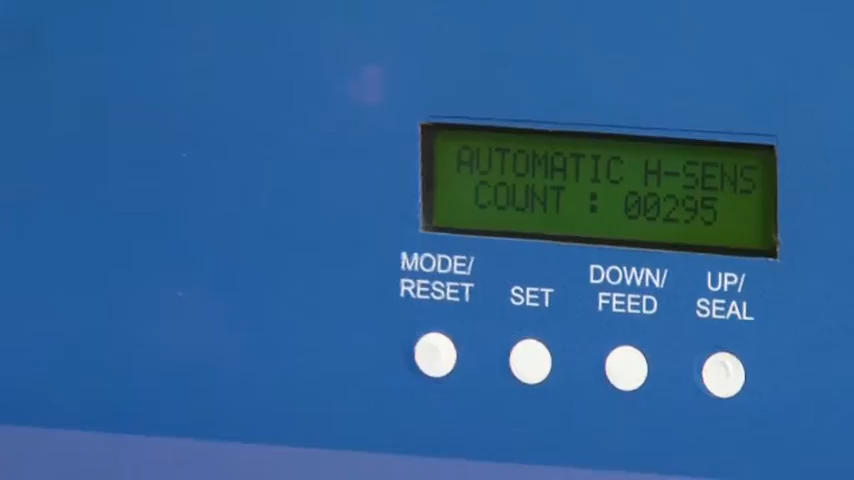 AUTOMATIC H-SENS
COUNT : 00295
MODE/
RESET
SET
DOWN/
FEED
UP/
SEAL